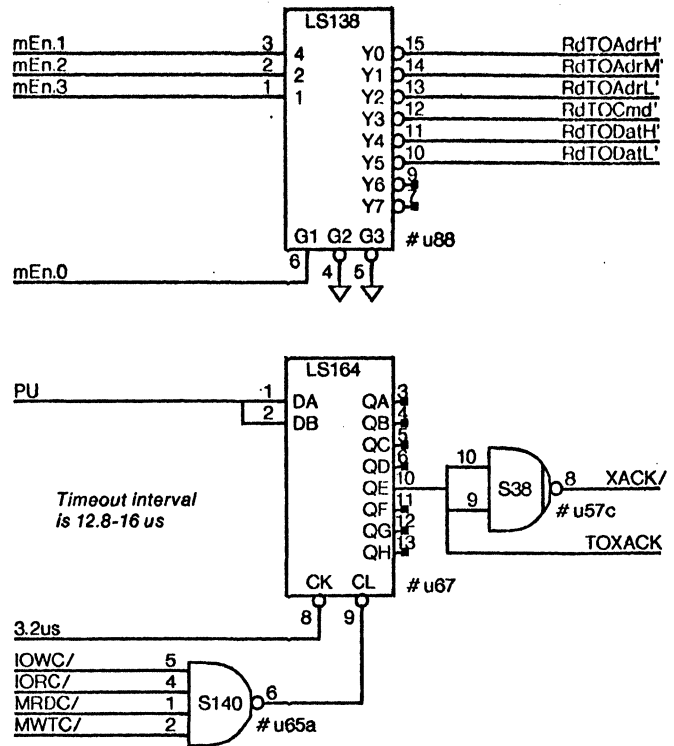 LS138
mEn.1 3 4 Y0 15 RdTOAdrH'
mEn.2 2 2 Y1 14 RdTOAdrM'
mEn.3 1 1 Y2 13 RdTOAdrL'
Y3 12 RdTOCmd'
Y4 11 RdTODatH'
Y5 10 RdTODatL'
Y6 9
Y7 7
G1 G2 G3 #u88
6 4 5
mEn.0
LS164
PU 1 DA QA 3
2 DB QB 4
QC 5
QD 6
QE 10
QF 11
QG 12
QH 13
10 9 S38 8 XACK/
#u57c
TOXACK
Timeout interval
is 12.8-16 us
CK CL #u67
8 9
3.2us
IOWC/ 5
IORC/ 4
MRDC/ 1
MWTC/ 2
S140 6
#u65a